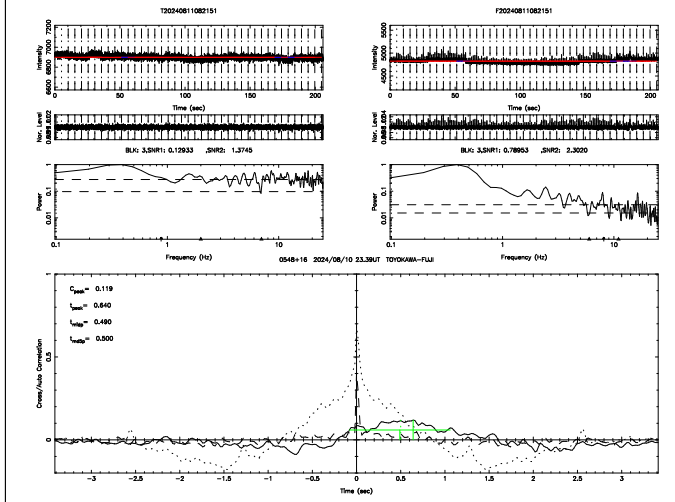 T20240811082151
F20240811082151
Intensity
6600 6800 7000 7200
0 50 100 150 200
Time (sec)
Intensity
4500 5000 5500
0 50 100 150 200
Time (sec)
Nor. Level
Nor. Level
BLK: 3,SNR1: 0.12933 ,SNR2: 1.3745
BLK: 3,SNR1: 0.78953 ,SNR2: 2.3020
Power
0.01 0.1 1
0.1 1 10
Frequency (Hz)
Power
0.01 0.1 1
0.1 1 10
Frequency (Hz)
0548+16 2024/08/10 23.39UT TOYOKAWA-FUJI
Cpeak= 0.119
tpeak= 0.640
tmdap= 0.500
Cross/Auto Correlation
0 0.5 1
−3 −2.5 −2 −1.5 −1 −0.5 0 0.5 1 1.5 2 2.5 3
Time (sec)